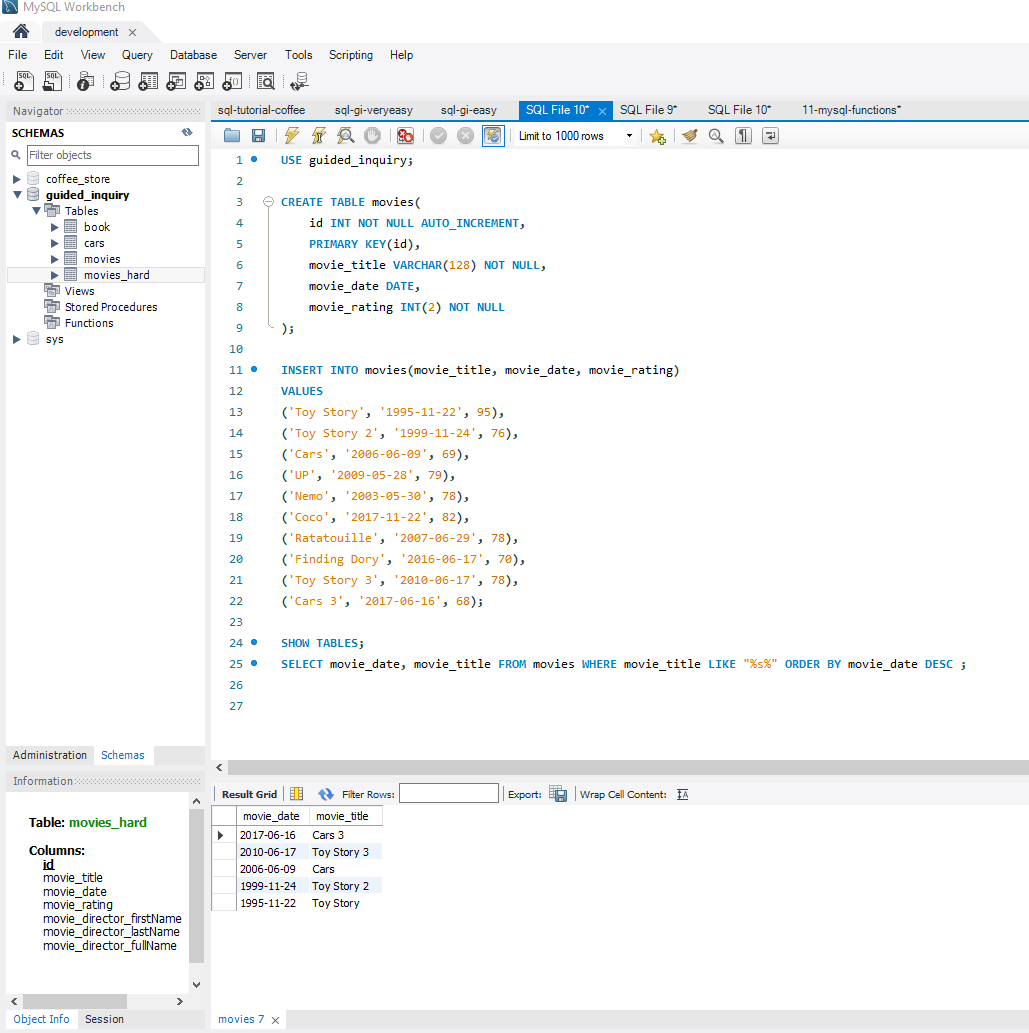 MySQL Workbench
development
File Edit View Query Database Server Tools Scripting Help
Navigator
SCHEMAS
Filter objects
coffee_store
guided_inquiry
Tables
book
cars
movies
movies_hard
Views
Stored Procedures
Functions
sys
Administration Schemas
Information
Table: movies_hard
Columns:
id
movie_title
movie_date
movie_rating
movie_director_firstName
movie_director_lastName
movie_director_fullName
Object Info Session
sql-tutorial-coffee sql-gi-veryeasy sql-gi-easy SQL File 10* SQL File 9* SQL File 10* 11-mysql-functions*
Limit to 1000 rows
1 USE guided_inquiry;
2
3 CREATE TABLE movies(
4 id INT NOT NULL AUTO_INCREMENT,
5 PRIMARY KEY(id),
6 movie_title VARCHAR(128) NOT NULL,
7 movie_date DATE,
8 movie_rating INT(2) NOT NULL
9 );
10
11 INSERT INTO movies(movie_title, movie_date, movie_rating)
12 VALUES
13 ('Toy Story', '1995-11-22', 95),
14 ('Toy Story 2', '1999-11-24', 76),
15 ('Cars', '2006-06-09', 69),
16 ('UP', '2009-05-28', 79),
17 ('Nemo', '2003-05-30', 78),
18 ('Coco', '2017-11-22', 82),
19 ('Ratatouille', '2007-06-29', 78),
20 ('Finding Dory', '2016-06-17', 70),
21 ('Toy Story 3', '2010-06-17', 78),
22 ('Cars 3', '2017-06-16', 68);
23
24 SHOW TABLES;
25 SELECT movie_date, movie_title FROM movies WHERE movie_title LIKE "%s%" ORDER BY movie_date DESC ;
26
27
Result Grid Filter Rows: Export: Wrap Cell Content:
movie_date movie_title
2017-06-16 Cars 3
2010-06-17 Toy Story 3
2006-06-09 Cars
1999-11-24 Toy Story 2
1995-11-22 Toy Story
movies 7